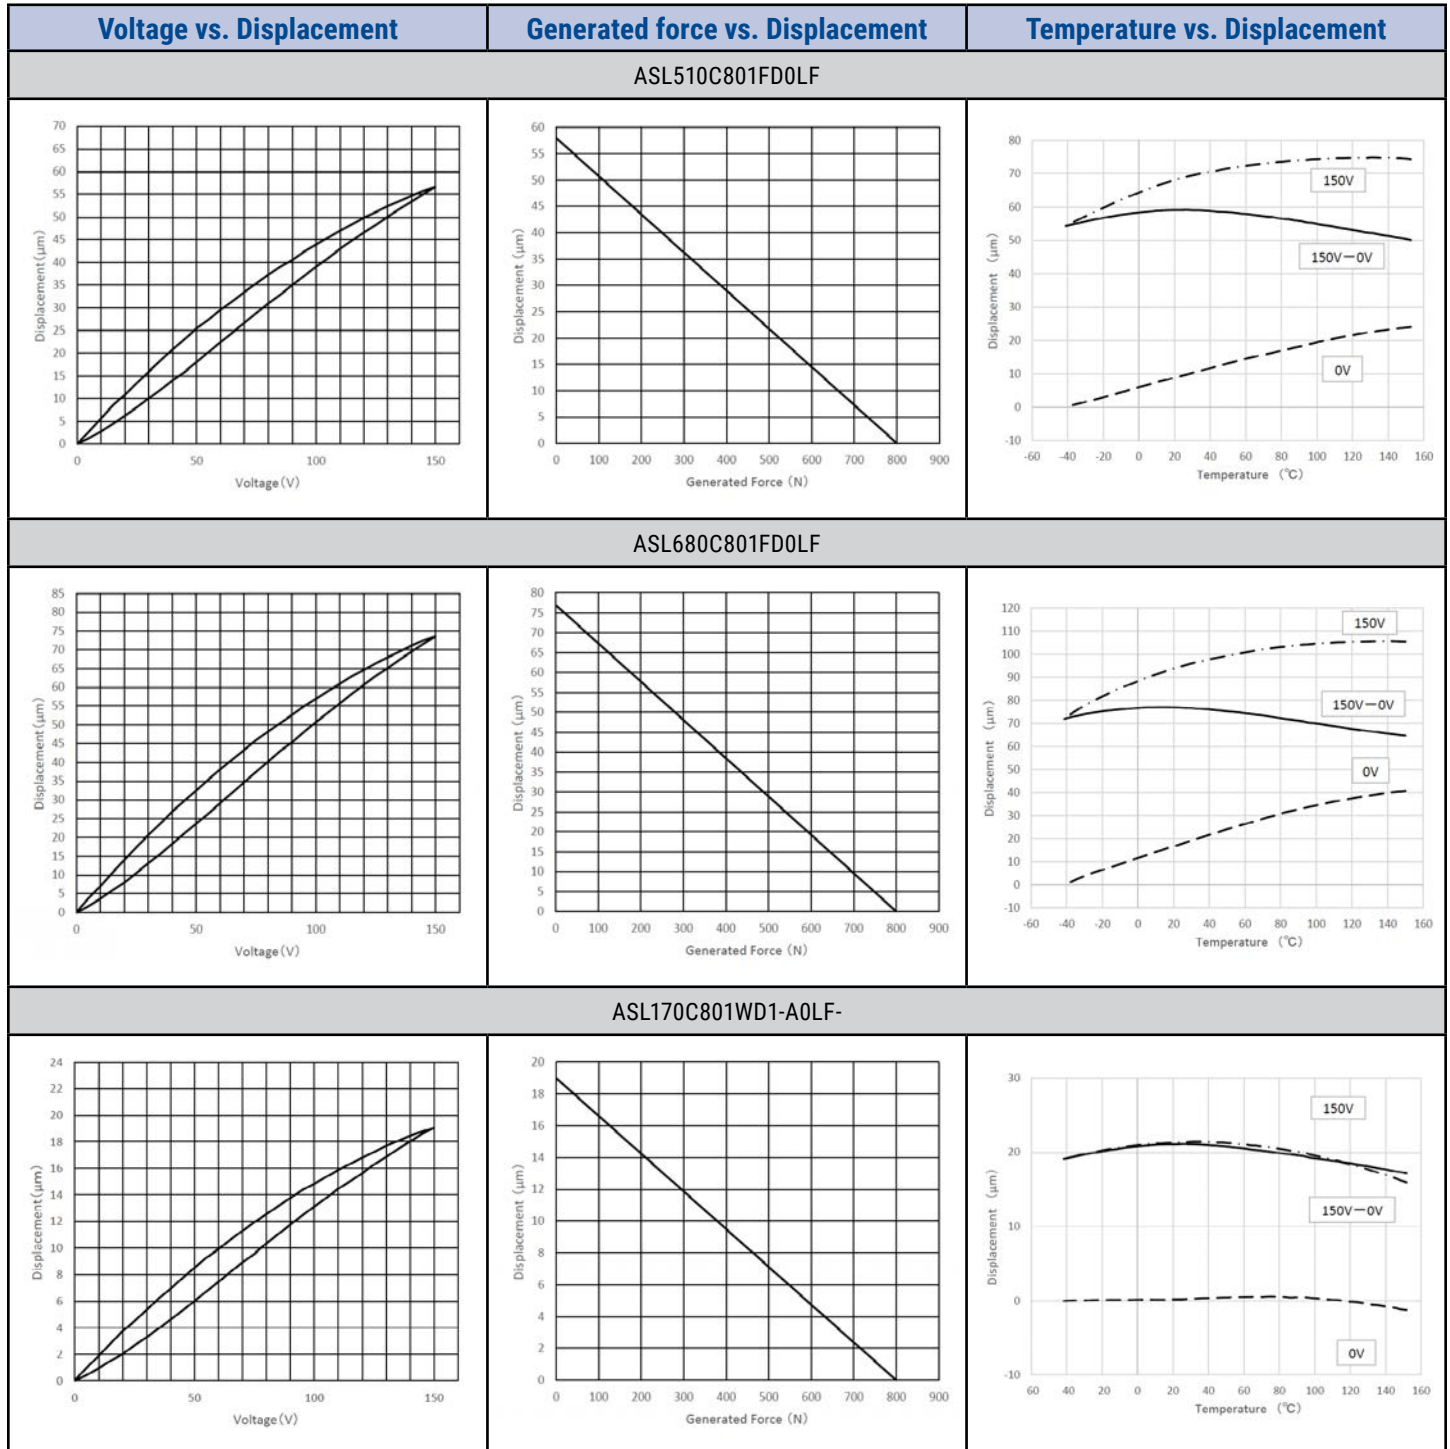 Voltage vs. Displacement
Generated force vs. Displacement
Temperature vs. Displacement
ASL510C801FD0LF
70
65
60
55
50
45
40
35
30
25
20
15
10
5
0
Displacement(μm)
0 50 100 150
Voltage(V)
60
55
50
45
40
35
30
25
20
15
10
5
0
Displacement (μm)
0 100 200 300 400 500 600 700 800 900
Generated Force (N)
80
70
60
50
40
30
20
10
0
-10
Displacement (μm)
150V
150V－0V
0V
-60 -40 -20 0 20 40 60 80 100 120 140 160
Temperature (℃)
ASL680C801FD0LF
85
80
75
70
65
60
55
50
45
40
35
30
25
20
15
10
5
0
Displacement(μm)
0 50 100 150
Voltage(V)
80
75
70
65
60
55
50
45
40
35
30
25
20
15
10
5
0
Displacement (μm)
0 100 200 300 400 500 600 700 800 900
Generated Force (N)
120
110
100
90
80
70
60
50
40
30
20
10
0
-10
Displacement (μm)
150V
150V－0V
0V
-60 -40 -20 0 20 40 60 80 100 120 140 160
Temperature (℃)
ASL170C801WD1-A0LF-
24
22
20
18
16
14
12
10
8
6
4
2
0
Displacement(μm)
0 50 100 150
Voltage(V)
20
18
16
14
12
10
8
6
4
2
0
Displacement (μm)
0 100 200 300 400 500 600 700 800 900
Generated Force (N)
30
20
10
0
-10
Displacement (μm)
150V
150V－0V
0V
60 40 20 0 20 40 60 80 100 120 140 160
Temperature (℃)